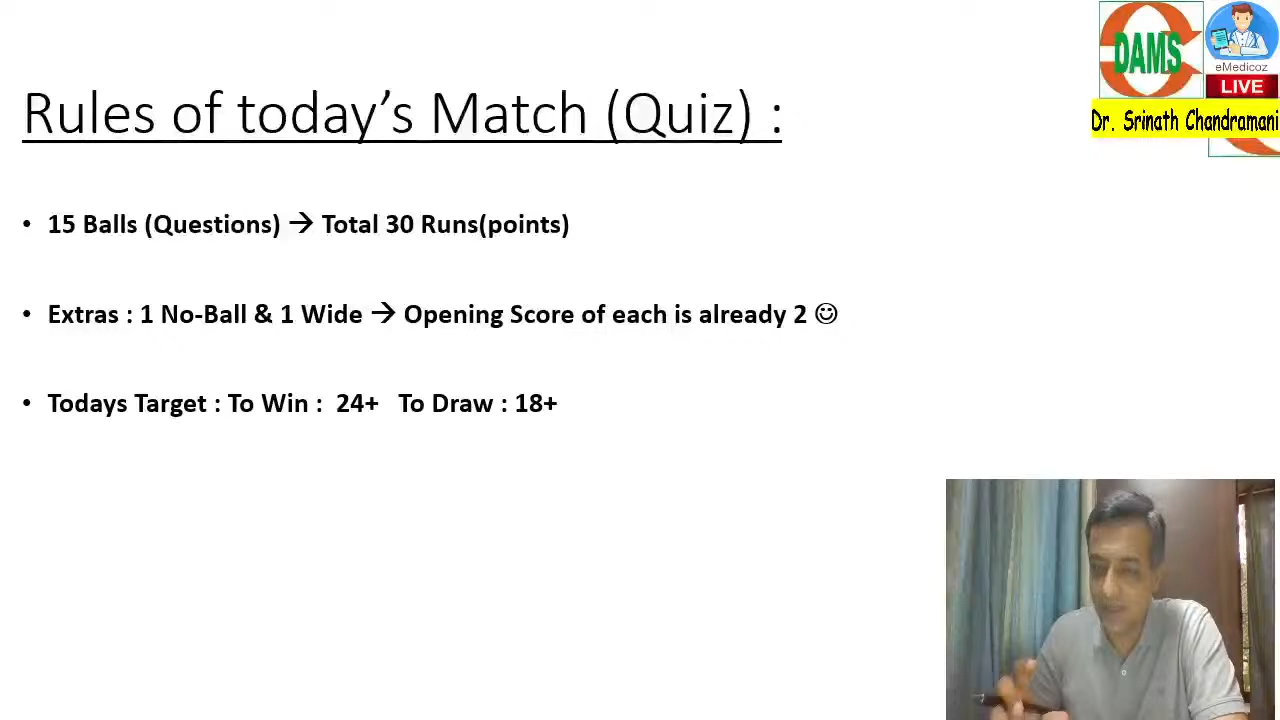 DAMS
eMedicoz
LIVE
Dr. Srinath Chandramani
Rules of today’s Match (Quiz) :
• 15 Balls (Questions) → Total 30 Runs(points)
• Extras : 1 No-Ball & 1 Wide → Opening Score of each is already 2 ☺
• Todays Target : To Win : 24+ To Draw : 18+